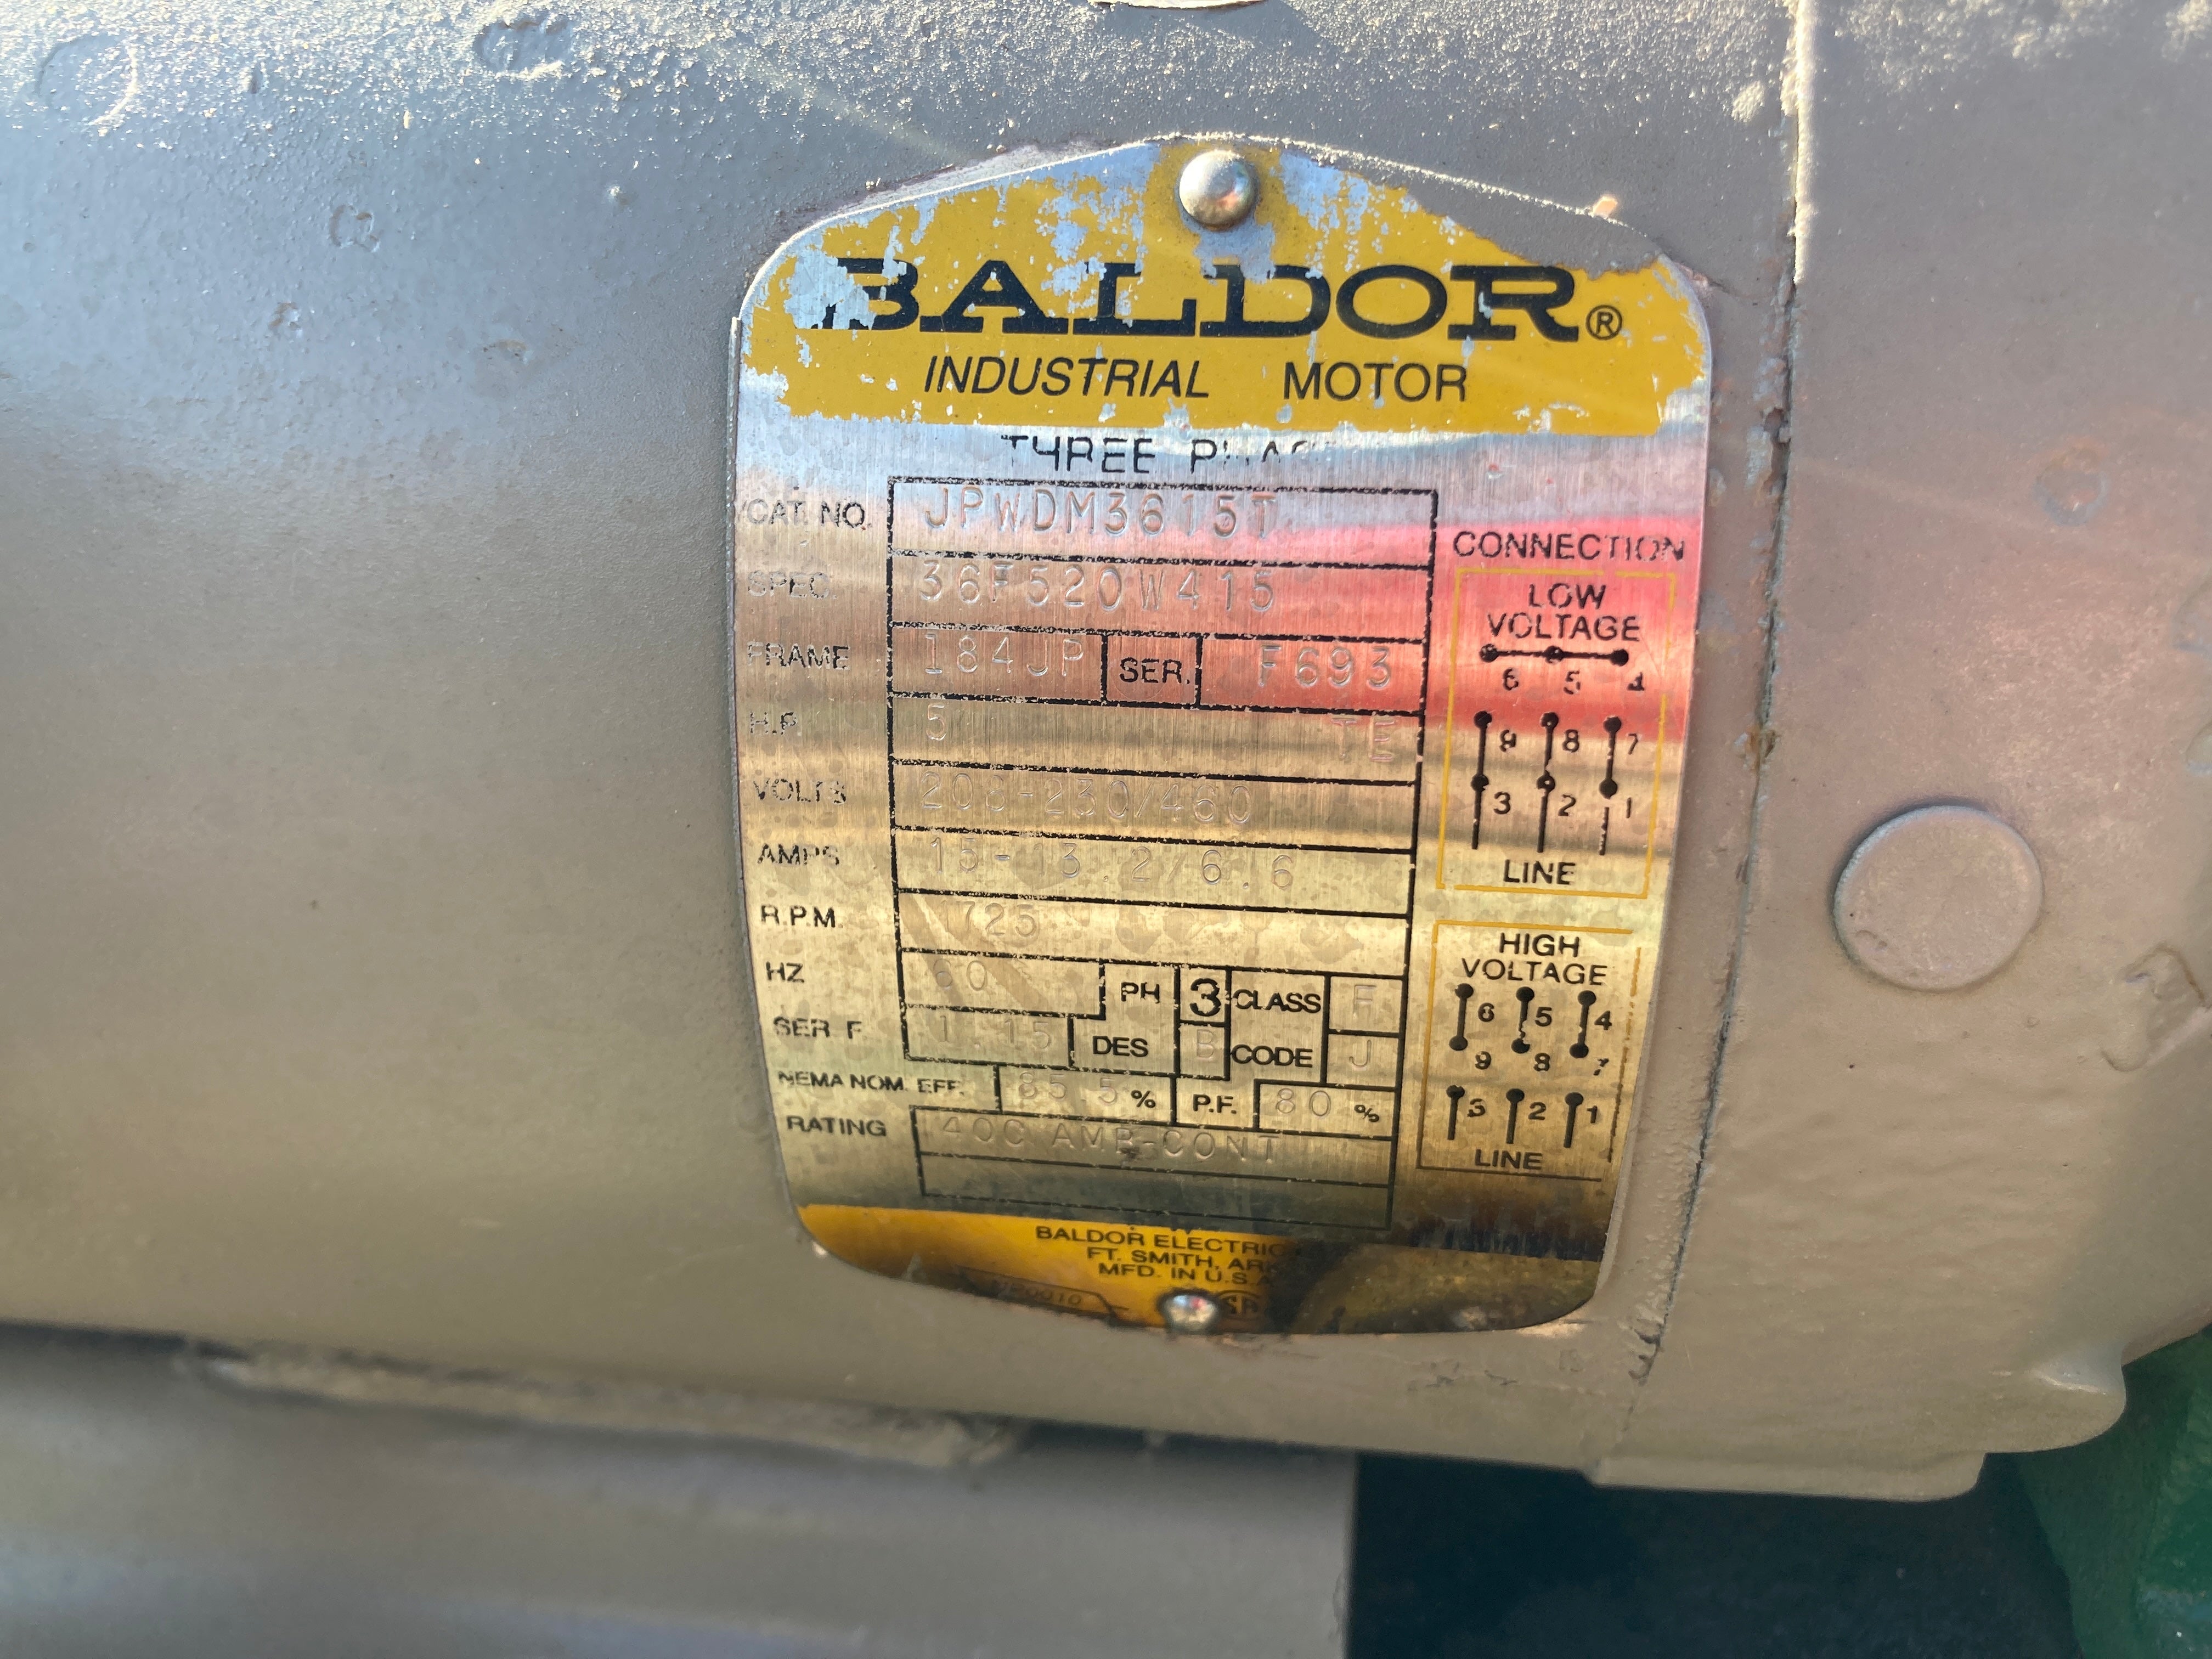 BALDOR®
INDUSTRIAL MOTOR
THREE PHASE
CAT. NO. JPWDM3615T
SPEC. 36F520W415
FRAME 184JP SER. F693
H.P. 5 TE
VOLTS 208-230/460
AMPS 15-13.2/6.6
R.P.M. 1725
HZ 60 PH 3 CLASS F
SER F 1.15 DES B CODE J
NEMA NOM. EFF. 85.5 % P.F. 80 %
RATING 40C AMB-CONT
CONNECTION
LOW
VOLTAGE
6 5 4
9 8 7
3 2 1
LINE
HIGH
VOLTAGE
6 5 4
9 8 7
3 2 1
LINE
BALDOR ELECTRIC
FT. SMITH, ARK
MFD. IN U.S.A